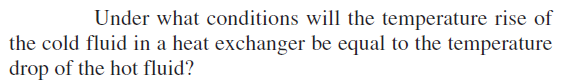 Under what conditions will the temperature rise of
the cold fluid in a heat exchanger be equal to the temperature
drop of the hot fluid?